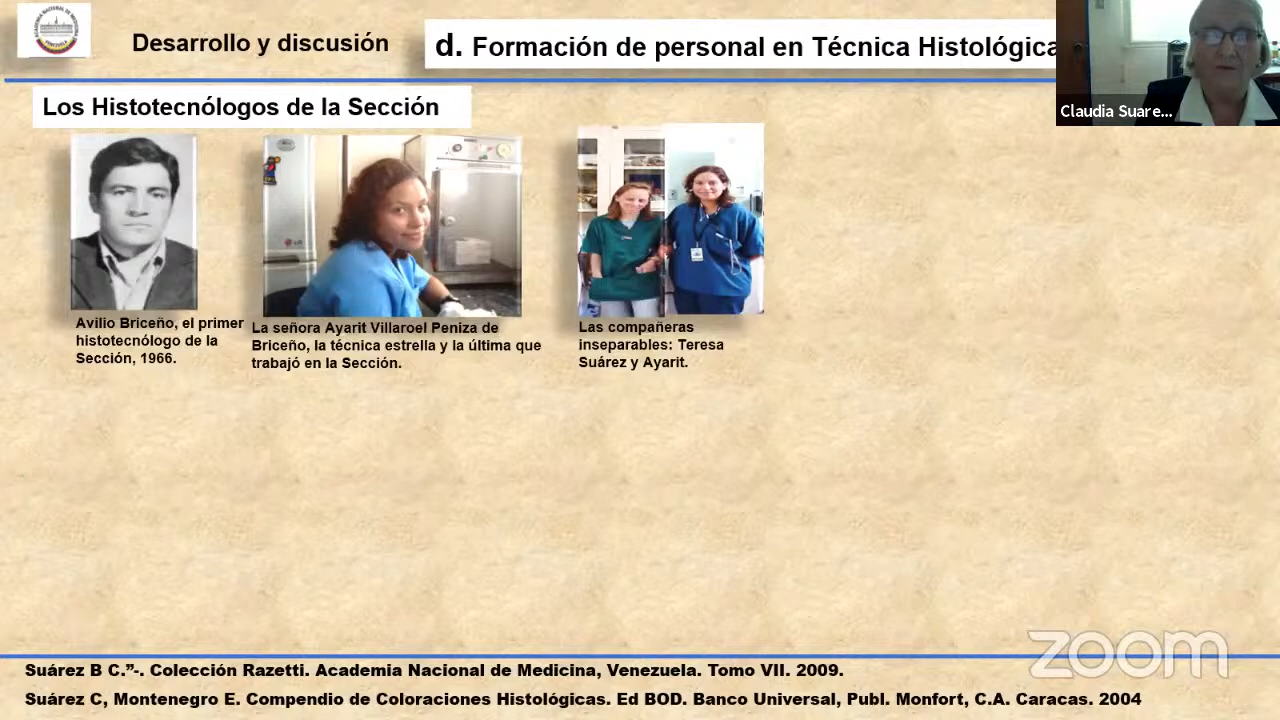 Desarrollo y discusión
d. Formación de personal en Técnica Histológica
Claudia Suare...
Los Histotecnólogos de la Sección
Avilio Briceño, el primer
histotecnólogo de la
Sección, 1966.
La señora Ayarit Villaroel Peniza de
Briceño, la técnica estrella y la última que
trabajó en la Sección.
Las compañeras
inseparables: Teresa
Suárez y Ayarit.
zoom
Suárez B C.”-. Colección Razetti. Academia Nacional de Medicina, Venezuela. Tomo VII. 2009.
Suárez C, Montenegro E. Compendio de Coloraciones Histológicas. Ed BOD. Banco Universal, Publ. Monfort, C.A. Caracas. 2004